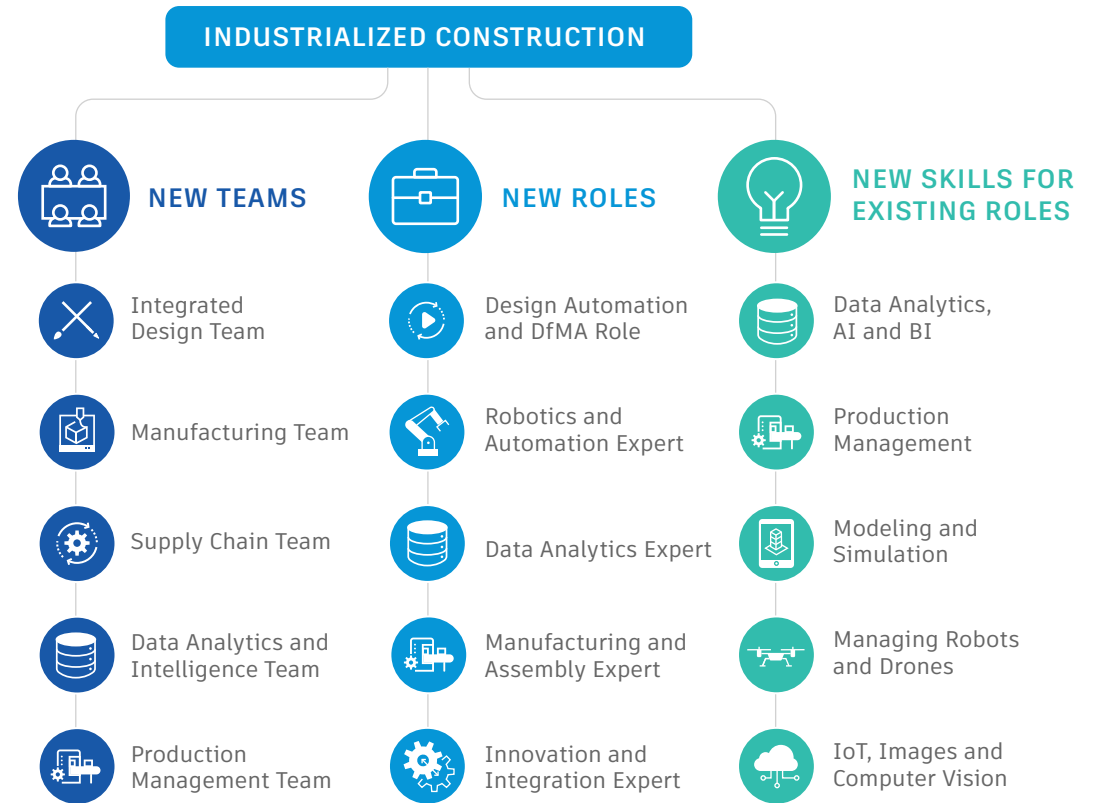 INDUSTRIALIZED CONSTRUCTION
NEW TEAMS
Integrated
Design Team
Manufacturing Team
Supply Chain Team
Data Analytics and
Intelligence Team
Production
Management Team
NEW ROLES
Design Automation
and DfMA Role
Robotics and
Automation Expert
Data Analytics Expert
Manufacturing and
Assembly Expert
Innovation and
Integration Expert
NEW SKILLS FOR
EXISTING ROLES
Data Analytics,
AI and BI
Production
Management
Modeling and
Simulation
Managing Robots
and Drones
IoT, Images and
Computer Vision